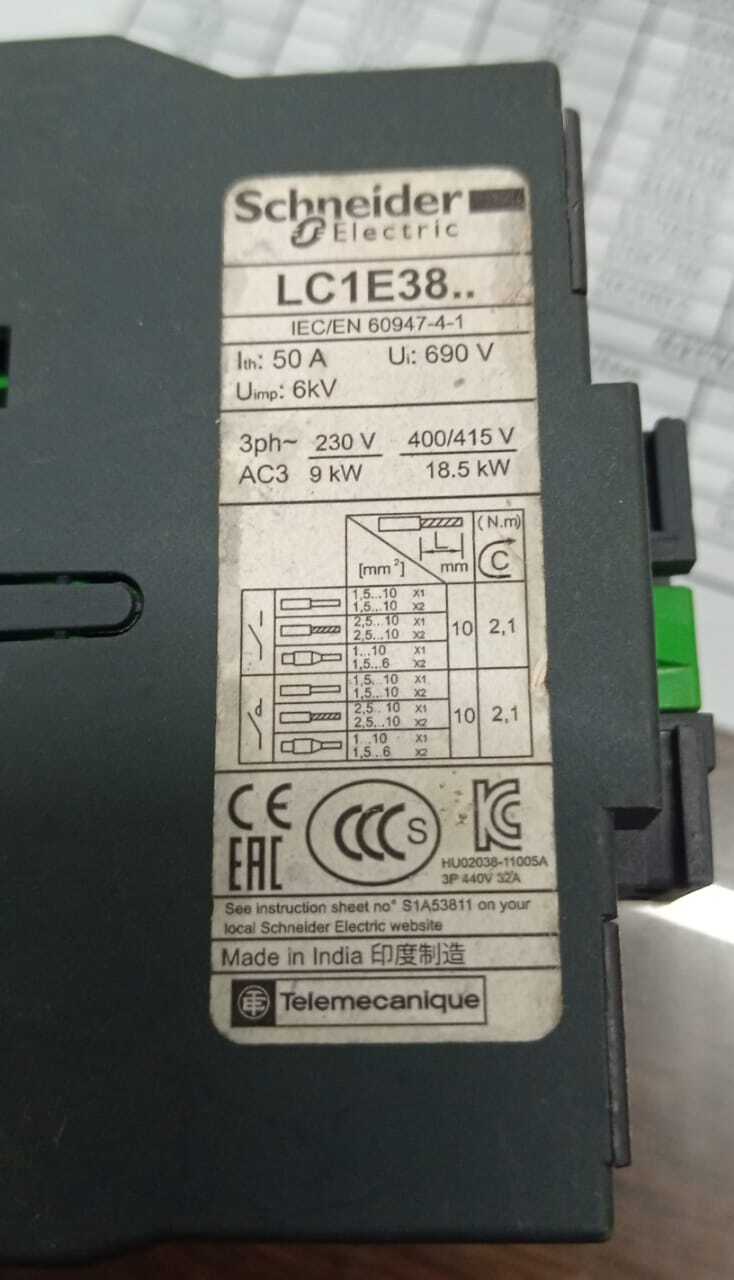 Schneider
Electric
LC1E38..
IEC/EN 60947-4-1
Ith: 50 A Ui: 690 V
Uimp: 6kV
3ph~ 230 V 400/415 V
AC3 9 kW 18.5 kW
(N.m)
L
[mm²] mm C
1,5...10 X1
1,5...10 X2
2,5...10 X1
2,5...10 X2
10 2,1
1...10 X1
1,5...6 X2
1,5...10 X1
1,5...10 X2
2,5...10 X1
2,5...10 X2
10 2,1
1...10 X1
1,5...6 X2
CE
EAC
CCC S
KC
HU02038-11005A
3P 440V 32A
See instruction sheet no° S1A53811 on your
local Schneider Electric website
Made in India 印度制造
TE Telemecanique